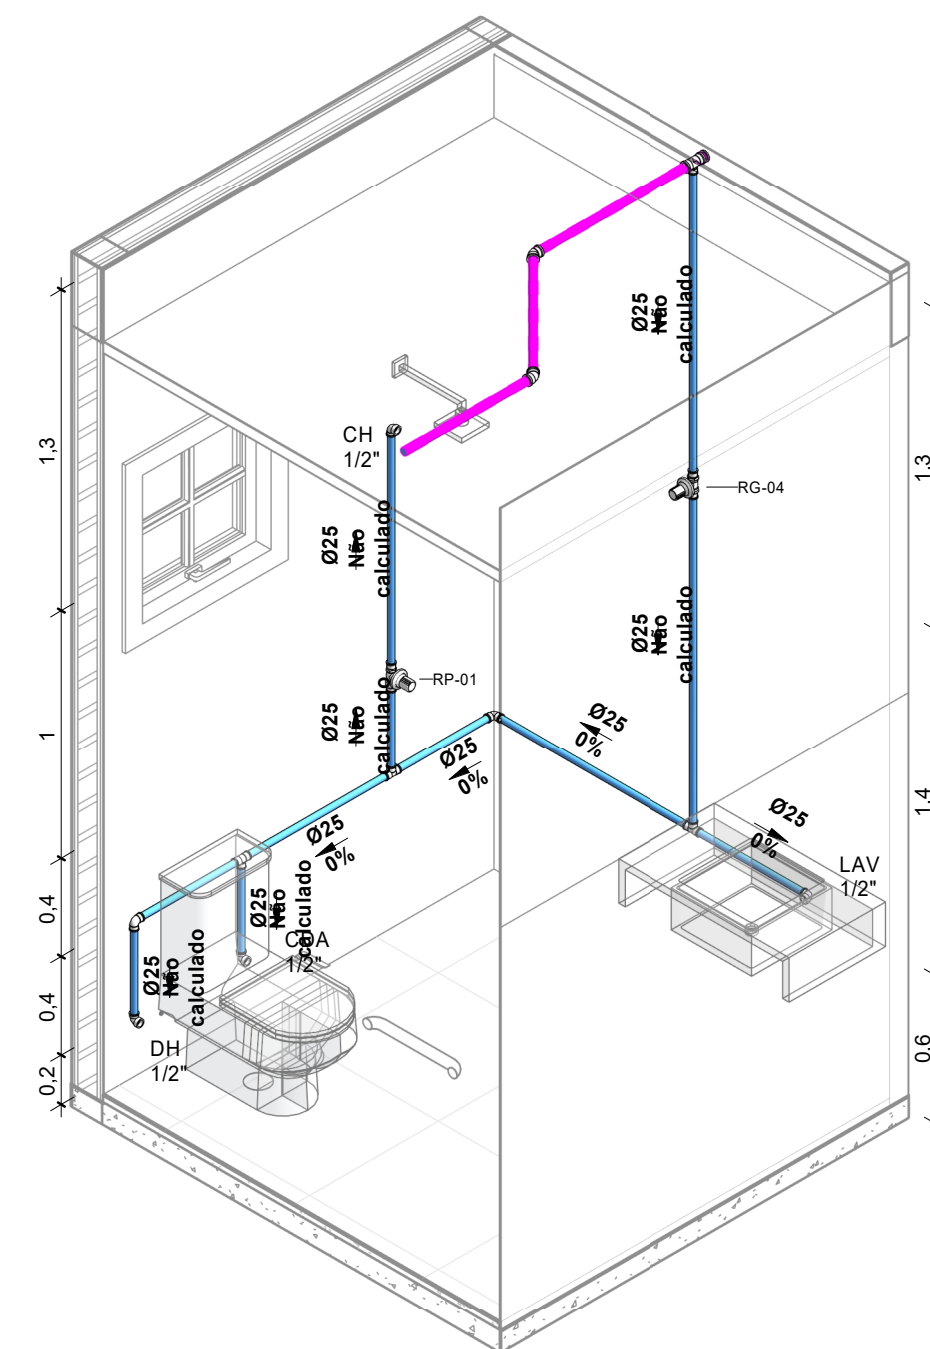 Ø25
Não
calculado
1,3
CH
1/2"
RG-04
1,3
Ø25
Não
calculado
Ø25
Não
calculado
RP-01
Ø25
Não
calculado
Ø25
0%
Ø25
0%
1
Ø25
0%
Ø25
0%
1,4
LAV
1/2"
0,4
Ø25
Não
calculado
CDA
1/2"
calculado
Ø25
Não
0,4
DH
1/2"
0,6
0,2